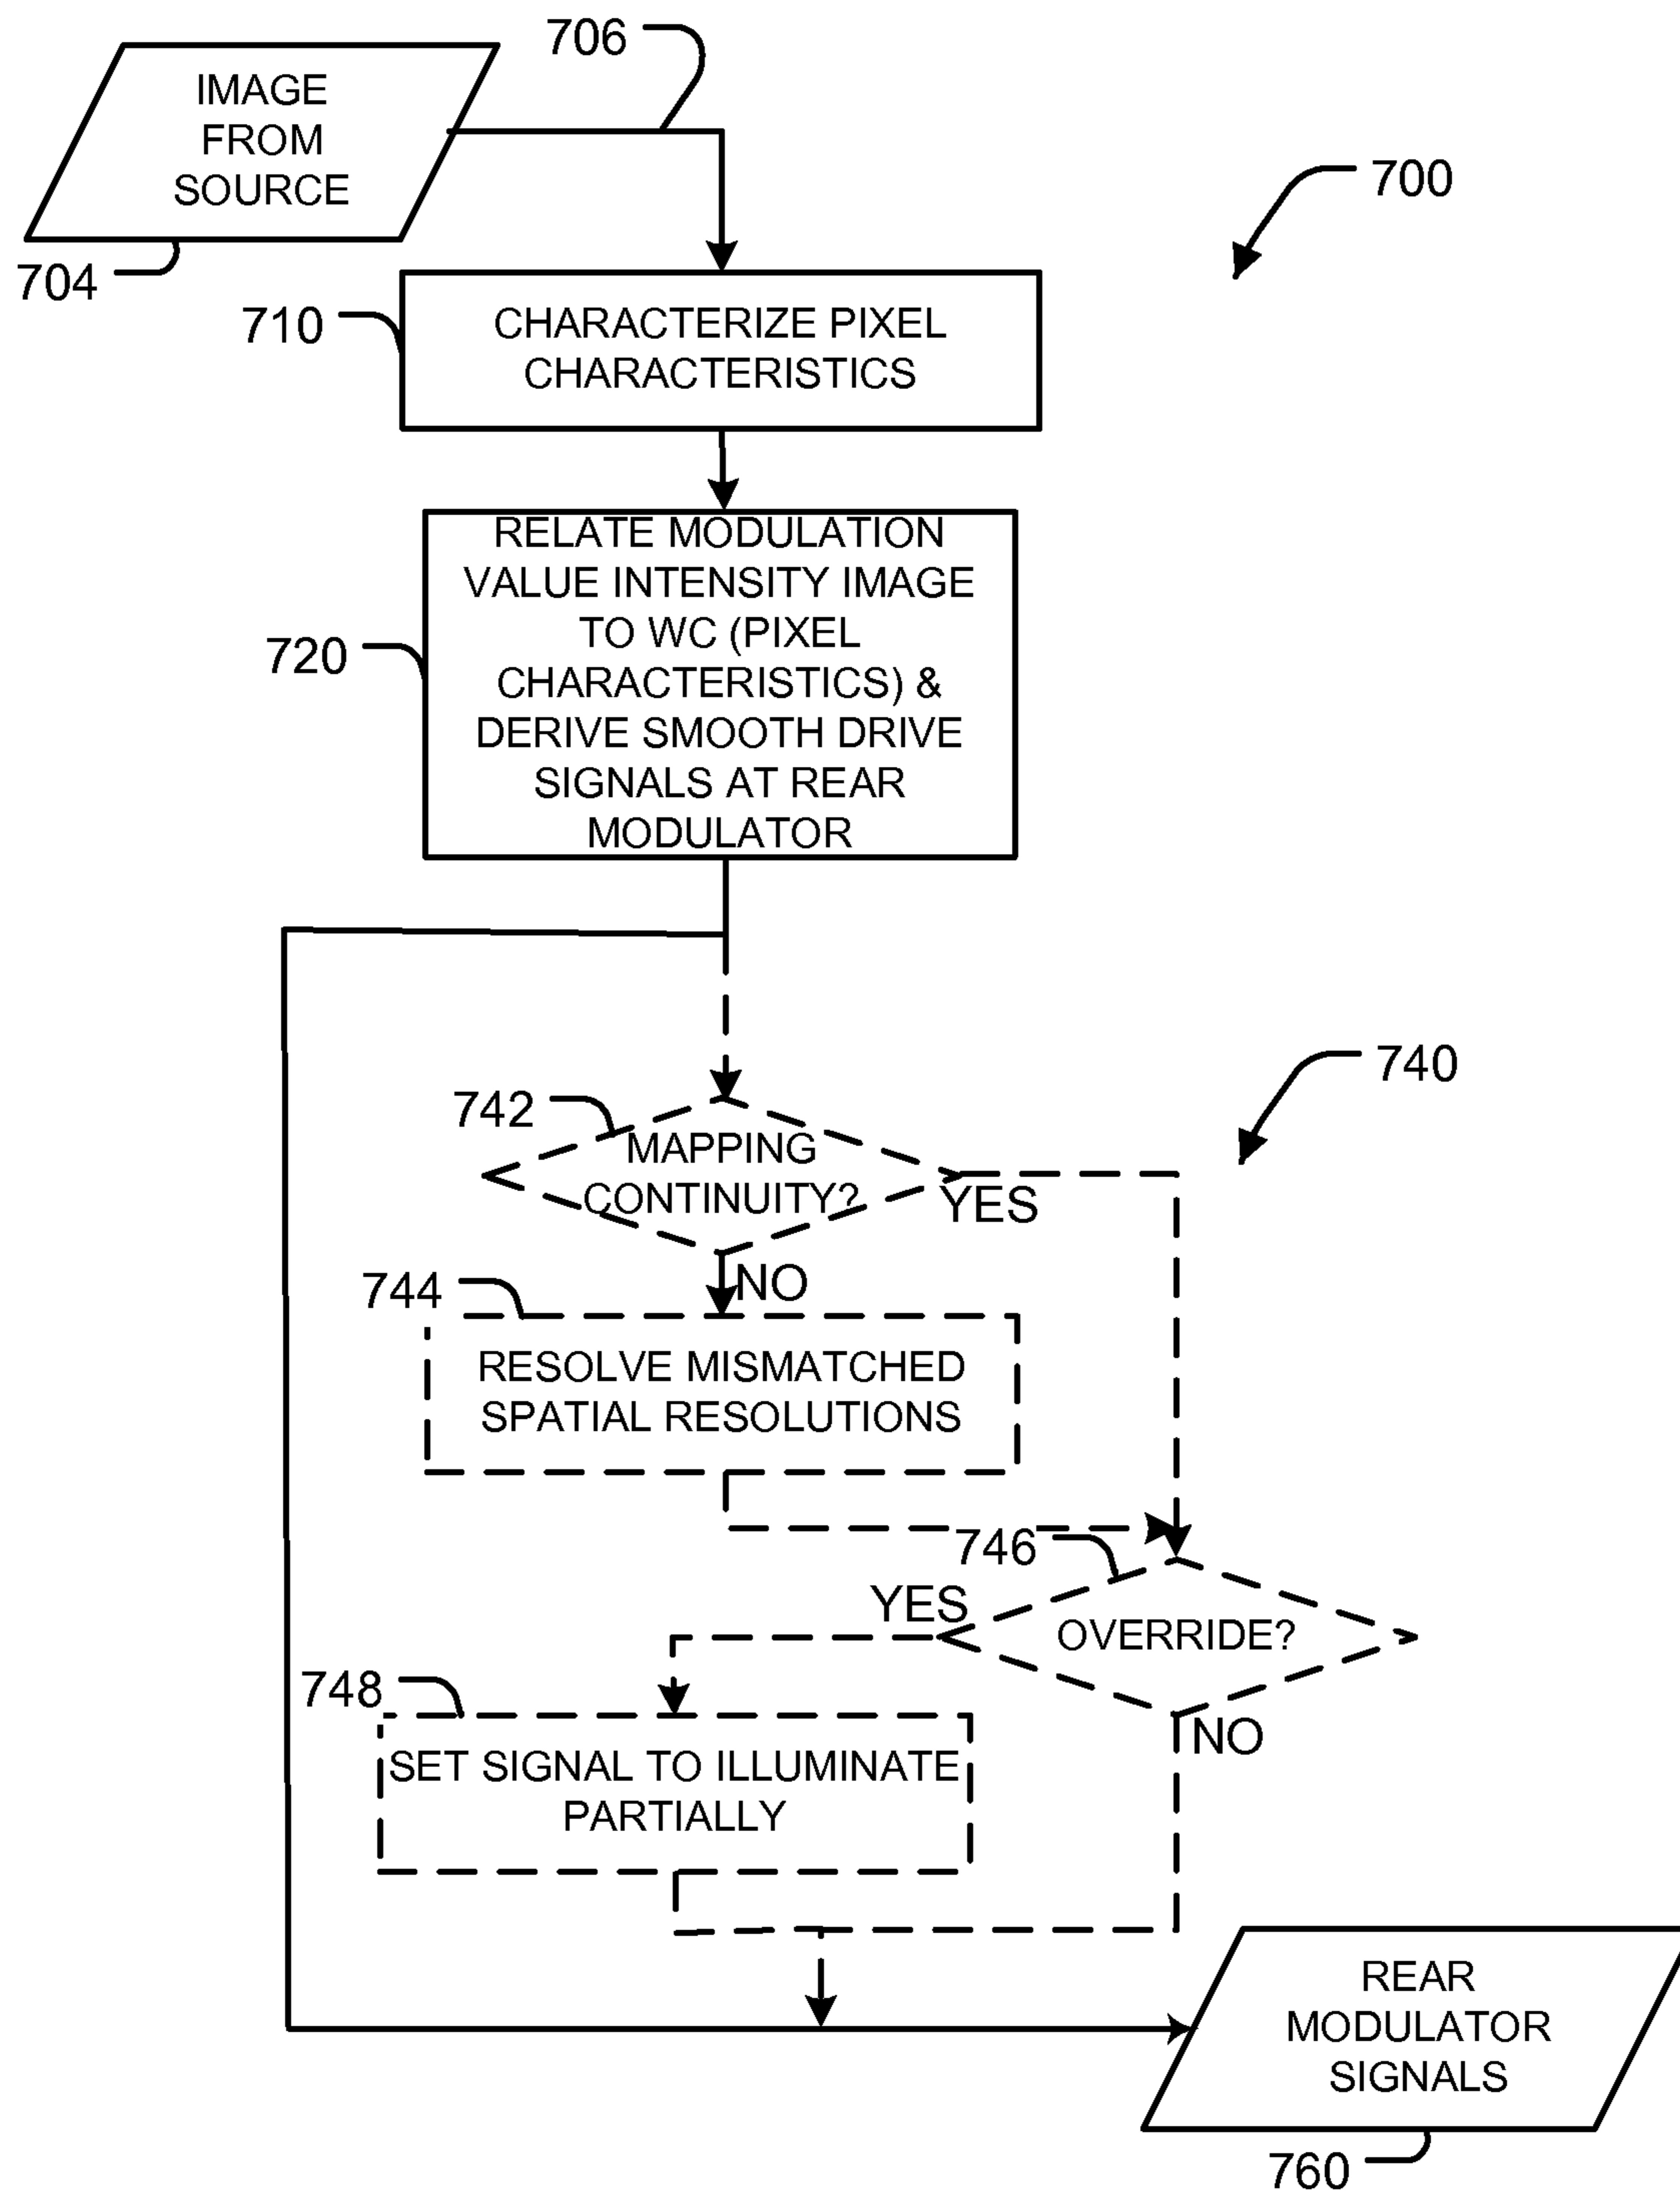 706
IMAGE
FROM
SOURCE
700
704
710
CHARACTERIZE PIXEL
CHARACTERISTICS
RELATE MODULATION
VALUE INTENSITY IMAGE
TO WC (PIXEL
CHARACTERISTICS) &
DERIVE SMOOTH DRIVE
SIGNALS AT REAR
MODULATOR
720
740
742
MAPPING
CONTINUITY?
YES
NO
744
RESOLVE MISMATCHED
SPATIAL RESOLUTIONS
746
YES
OVERRIDE?
748
NO
SET SIGNAL TO ILLUMINATE
PARTIALLY
REAR
MODULATOR
SIGNALS
760